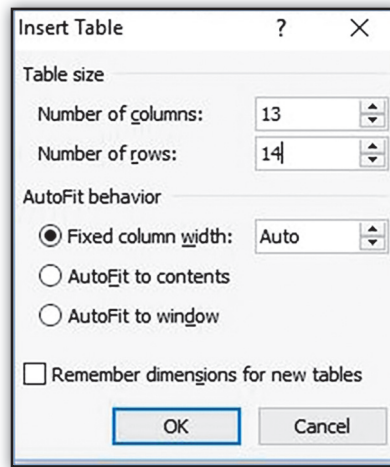 Insert Table ?
Table size
Number of columns: 13
Number of rows: 14
AutoFit behavior
Fixed column width: Auto
AutoFit to contents
AutoFit to window
Remember dimensions for new tables
OK Cancel